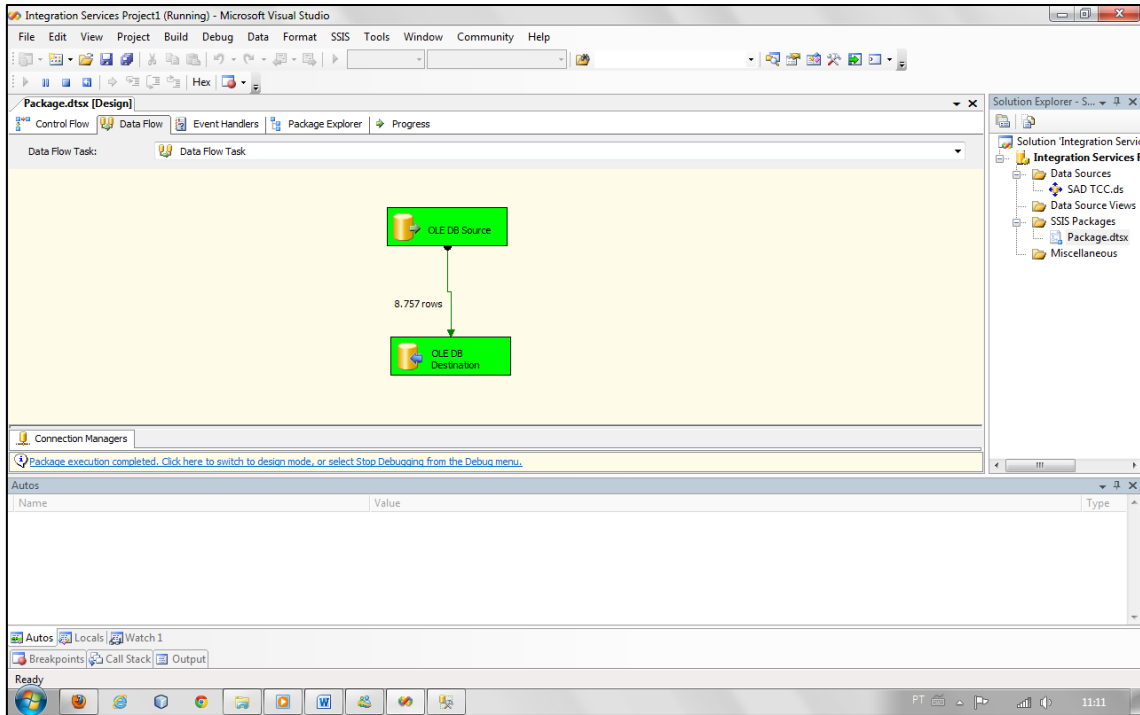 Integration Services Project1 (Running) - Microsoft Visual Studio
File Edit View Project Build Debug Data Format SSIS Tools Window Community Help
Hex
Package.dtsx [Design]
Control Flow Data Flow Event Handlers Package Explorer Progress
Data Flow Task: Data Flow Task
OLE DB Source
8.757 rows
OLE DB
Destination
Connection Managers
Package execution completed. Click here to switch to design mode, or select Stop Debugging from the Debug menu.
Solution Explorer - S...
Solution 'Integration Servic
Integration Services P
Data Sources
SAD TCC.ds
Data Source Views
SSIS Packages
Package.dtsx
Miscellaneous
Autos
Name Value Type
Autos Locals Watch 1
Breakpoints Call Stack Output
Ready
PT 11:11